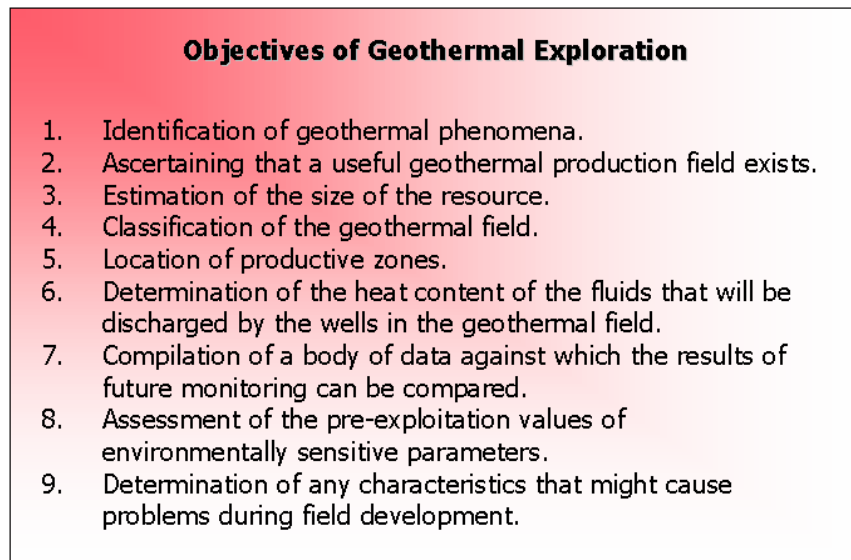 Objectives of Geothermal Exploration
1. Identification of geothermal phenomena.
2. Ascertaining that a useful geothermal production field exists.
3. Estimation of the size of the resource.
4. Classification of the geothermal field.
5. Location of productive zones.
6. Determination of the heat content of the fluids that will be
discharged by the wells in the geothermal field.
7. Compilation of a body of data against which the results of
future monitoring can be compared.
8. Assessment of the pre-exploitation values of
environmentally sensitive parameters.
9. Determination of any characteristics that might cause
problems during field development.